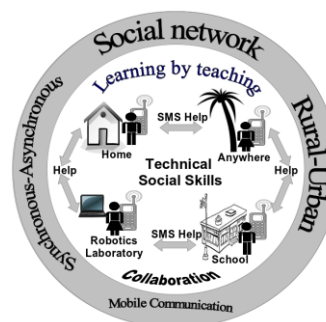 Social network
Learning by teaching
Synchronous-Asynchronous
Rural-Urban
SMS Help
Home
Anywhere
Technical
Social Skills
Help
Help
Robotics
Laboratory
SMS Help
School
Collaboration
Mobile Communication